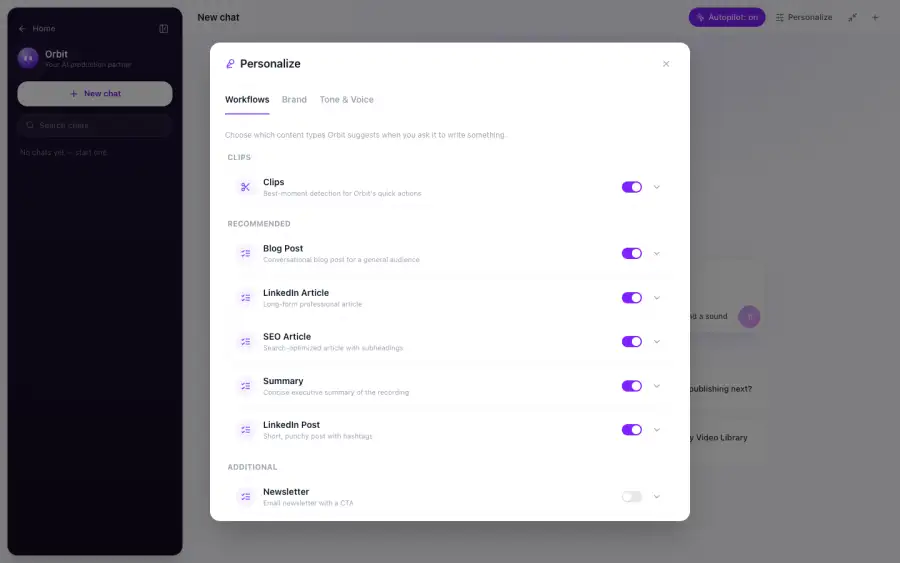 Home
New chat
Autopilot: on
Personalize
Orbit
Your AI production partner
New chat
Search chats
No chats yet — start one.
Personalize
Workflows
Brand
Tone & Voice
Choose which content types Orbit suggests when you ask it to write something.
CLIPS
Clips
Best-moment detection for Orbit's quick actions
RECOMMENDED
Blog Post
Conversational blog post for a general audience
LinkedIn Article
Long-form professional article
SEO Article
Search-optimized article with subheadings
Summary
Concise executive summary of the recording
LinkedIn Post
Short, punchy post with hashtags
ADDITIONAL
Newsletter
Email newsletter with a CTA
a sound
publishing next?
y Video Library